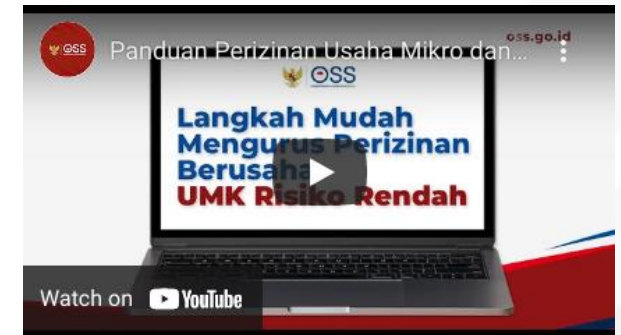 OSS
Panduan Perizinan Usaha Mikro dan...
oss.go.id
OSS
Langkah Mudah
Mengurus Perizinan
Berusaha
UMK Risiko Rendah
Watch on YouTube